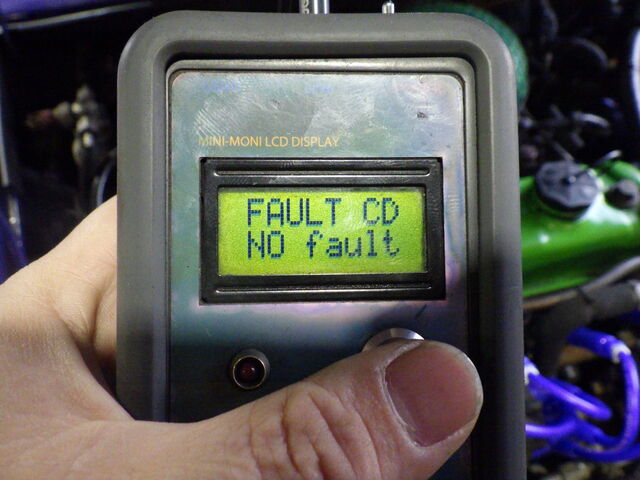 MINI-MONI LCD DISPLAY
FAULT CD
NO fault